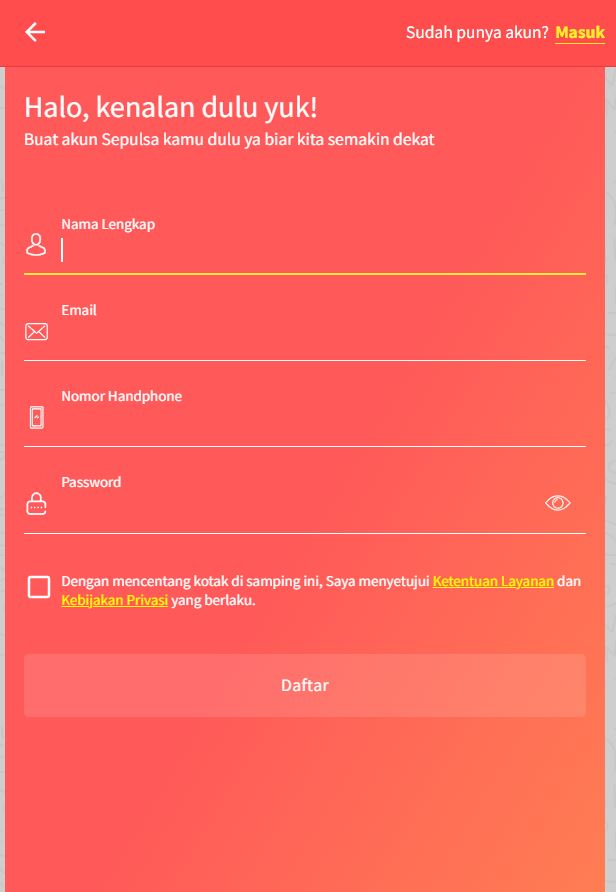 Sudah punya akun? Masuk
Halo, kenalan dulu yuk!
Buat akun Sepulsa kamu dulu ya biar kita semakin dekat
Nama Lengkap
Email
Nomor Handphone
Password
Dengan mencentang kotak di samping ini, Saya menyetujui Ketentuan Layanan dan
Kebijakan Privasi yang berlaku.
Daftar